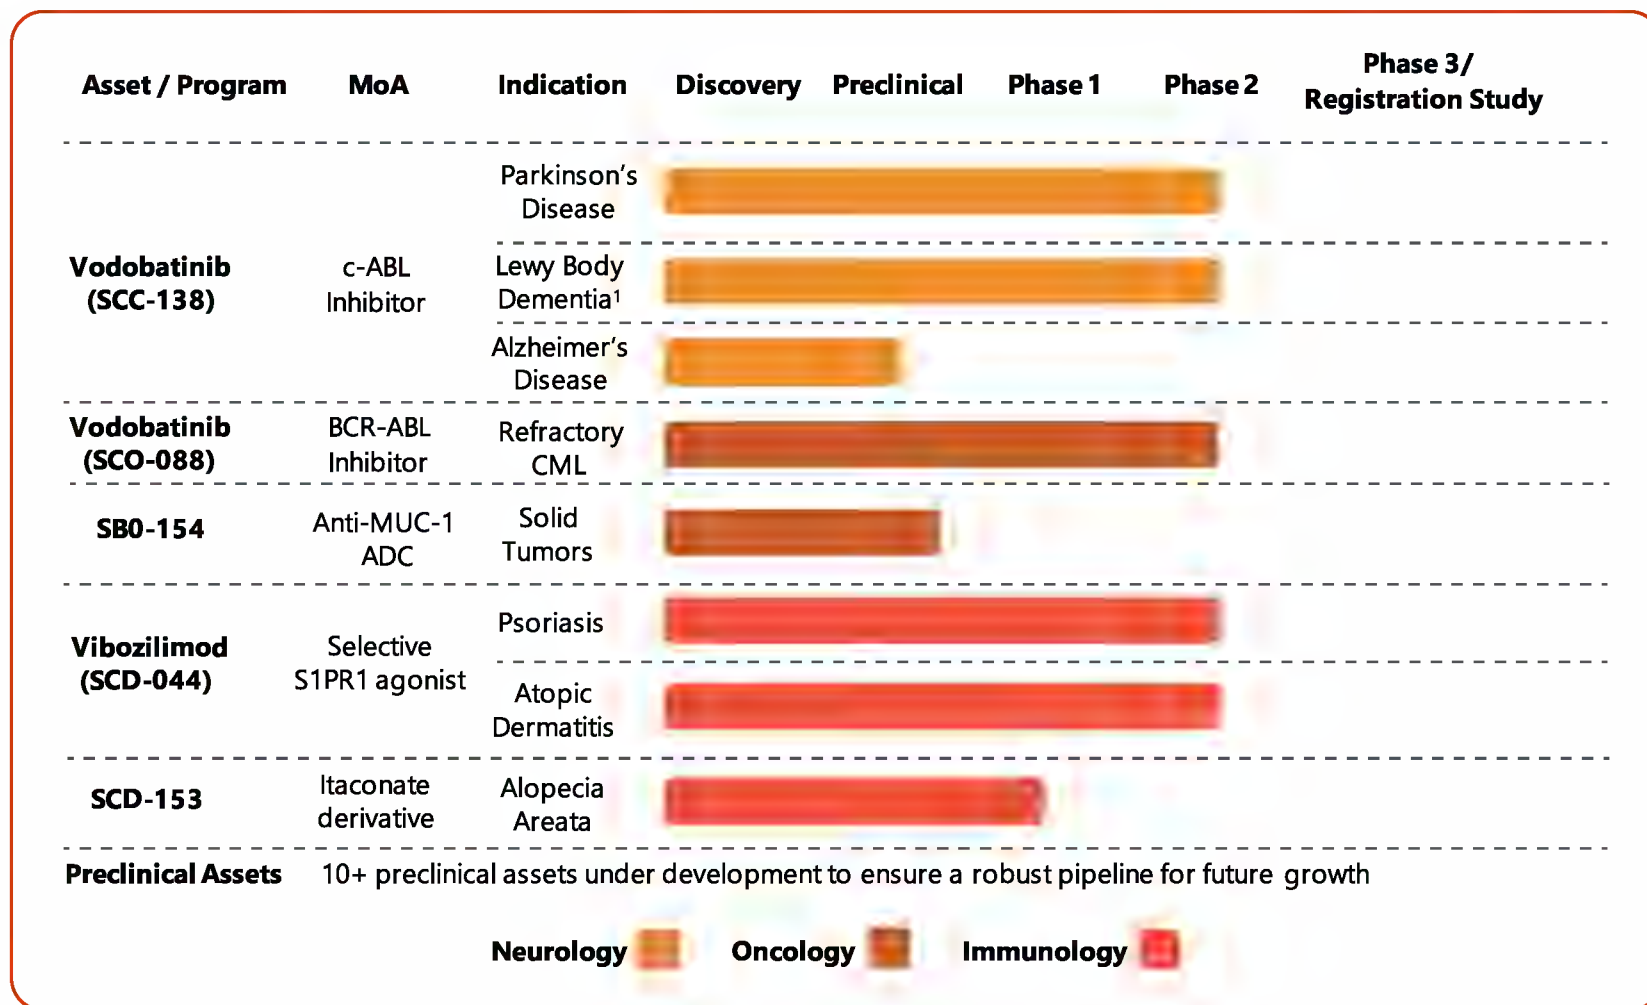 Asset / Program MoA Indication Discovery Preclinical Phase 1 Phase 2 Phase 3/
Registration Study
Parkinson's
Disease
Vodobatinib
(SCC-138)
c-ABL
Inhibitor
Lewy Body
Dementia¹
Alzheimer's
Disease
Vodobatinib
(SCO-088)
BCR-ABL
Inhibitor
Refractory
CML
SB0-154
Anti-MUC-1
ADC
Solid
Tumors
Vibozilimod
(SCD-044)
Selective
S1PR1 agonist
Psoriasis
Atopic
Dermatitis
SCD-153
Itaconate
derivative
Alopecia
Areata
Preclinical Assets 10+ preclinical assets under development to ensure a robust pipeline for future growth
Neurology Oncology Immunology